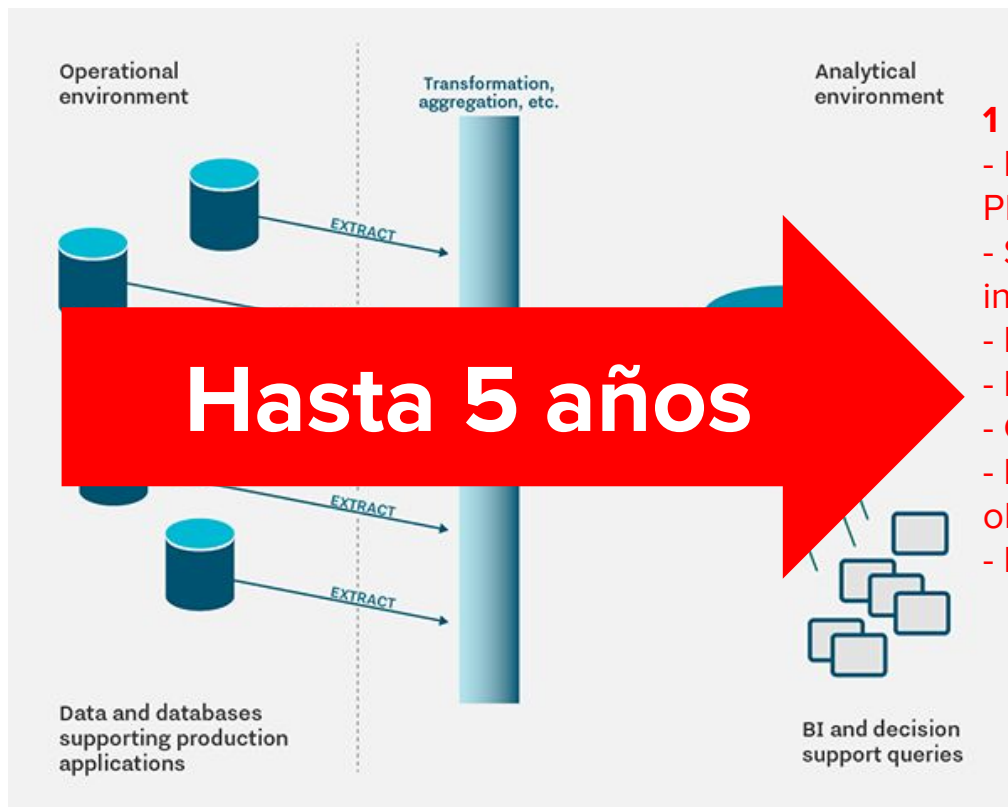 Operational
environment
Transformation,
aggregation, etc.
Analytical
environment
EXTRACT
Hasta 5 años
EXTRACT
EXTRACT
Data and databases
supporting production
applications
BI and decision
support queries
1